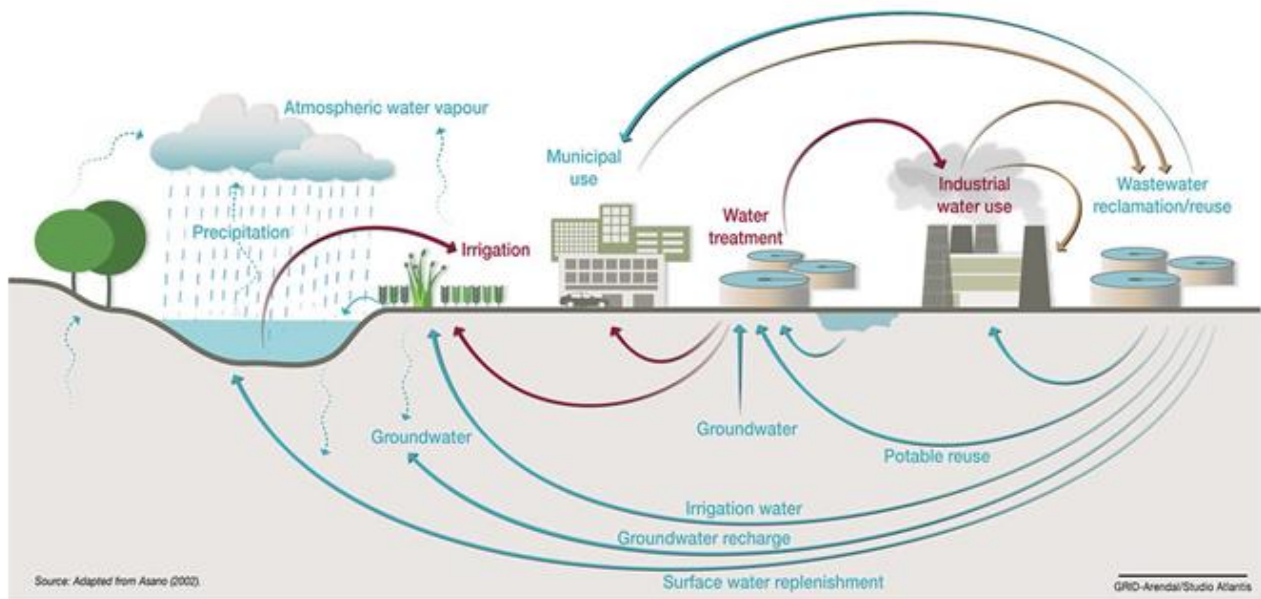 Atmospheric water vapour
Municipal
use
Industrial
water use
Wastewater
reclamation/reuse
Water
treatment
Precipitation
Irrigation
Groundwater
Groundwater
Potable reuse
Irrigation water
Groundwater recharge
Surface water replenishment
Source: Adapted from Asano (2002).
GRID-Arendal/Studio Atlantis